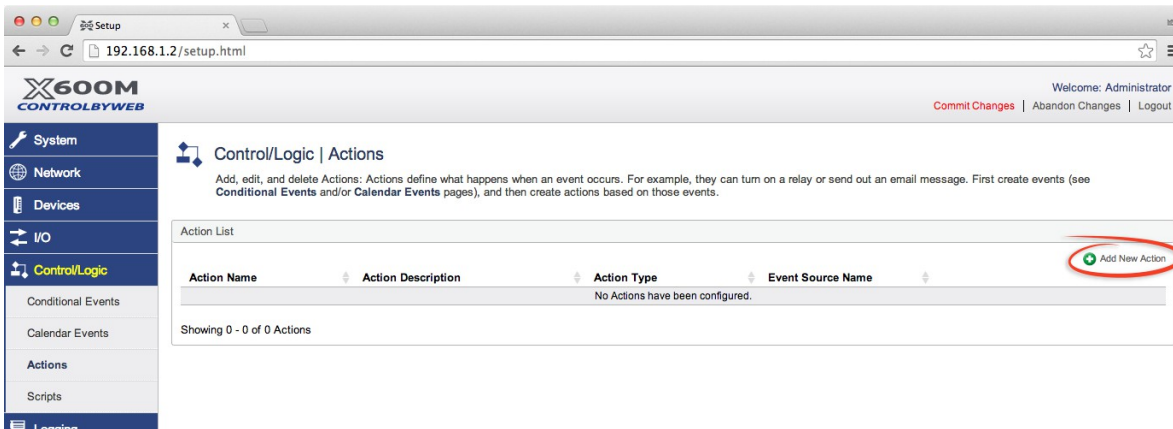 Setup
192.168.1.2/setup.html
X600M
CONTROLBYWEB
Welcome: Administrator
Commit Changes | Abandon Changes | Logout
System
Network
Devices
I/O
Control/Logic
Conditional Events
Calendar Events
Actions
Scripts
Logging
Control/Logic | Actions
Add, edit, and delete Actions: Actions define what happens when an event occurs. For example, they can turn on a relay or send out an email message. First create events (see
Conditional Events and/or Calendar Events pages), and then create actions based on those events.
Action List
Add New Action
Action Name Action Description Action Type Event Source Name
No Actions have been configured.
Showing 0 - 0 of 0 Actions